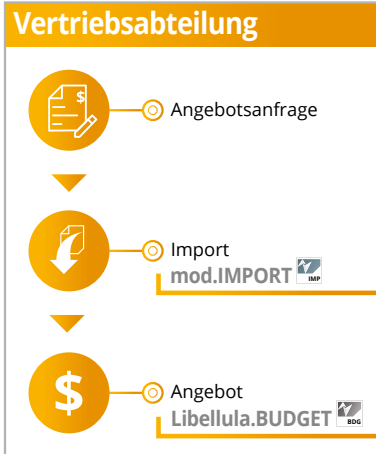 Vertriebsabteilung
$
Angebotsanfrage
Import
mod.IMPORT IMP
$
Angebot
Libellula.BUDGET BDG